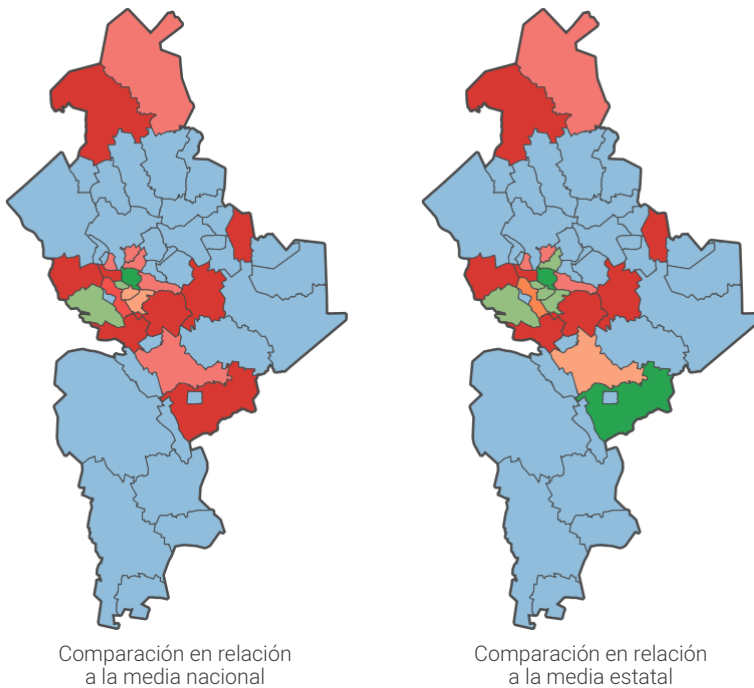 Comparación en relación
a la media nacional
Comparación en relación
a la media estatal